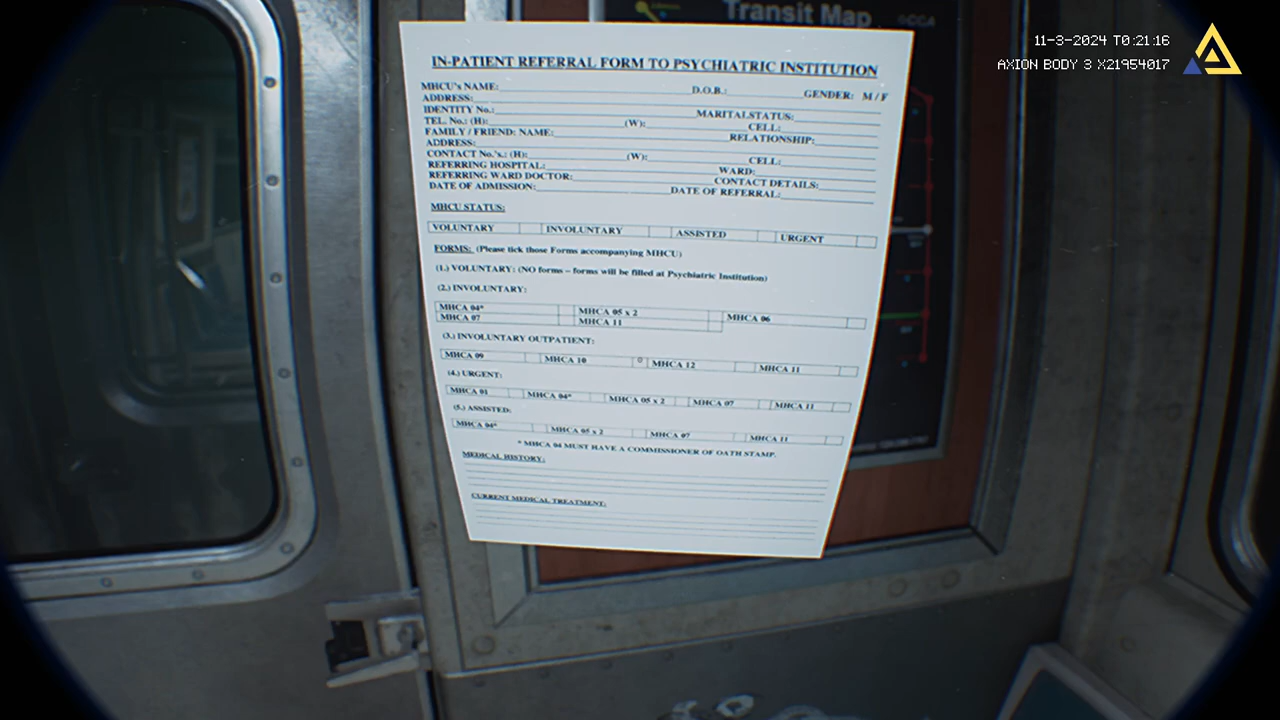 Transit Map
11-3-2024 T0:21:16
AXION BODY 3 X21954017
IN-PATIENT REFERRAL FORM TO PSYCHIATRIC INSTITUTION
MHCU's NAME: D.O.B.: GENDER: M / F
ADDRESS:
IDENTITY No.: MARITALSTATUS:
TEL. No.: (H): (W): CELL:
FAMILY / FRIEND: NAME: RELATIONSHIP:
ADDRESS:
CONTACT No.'s.: (H): (W): CELL:
REFERRING HOSPITAL: WARD:
REFERRING WARD DOCTOR: CONTACT DETAILS:
DATE OF ADMISSION: DATE OF REFERRAL:
MHCU STATUS:
VOLUNTARY INVOLUNTARY ASSISTED URGENT
FORMS: (Please tick those Forms accompanying MHCU)
(1.) VOLUNTARY: (NO forms – forms will be filled at Psychiatric Institution)
(2.) INVOLUNTARY:
MHCA 04* MHCA 05 x 2 MHCA 06
MHCA 07 MHCA 11
(3.) INVOLUNTARY OUTPATIENT:
MHCA 09 MHCA 10 MHCA 12 MHCA 11
(4.) URGENT:
MHCA 01 MHCA 04* MHCA 05 x 2 MHCA 07 MHCA 11
(5.) ASSISTED:
MHCA 04* MHCA 05 x 2 MHCA 07 MHCA 11
* MHCA 04 MUST HAVE A COMMISSIONER OF OATH STAMP.
MEDICAL HISTORY:
CURRENT MEDICAL TREATMENT: